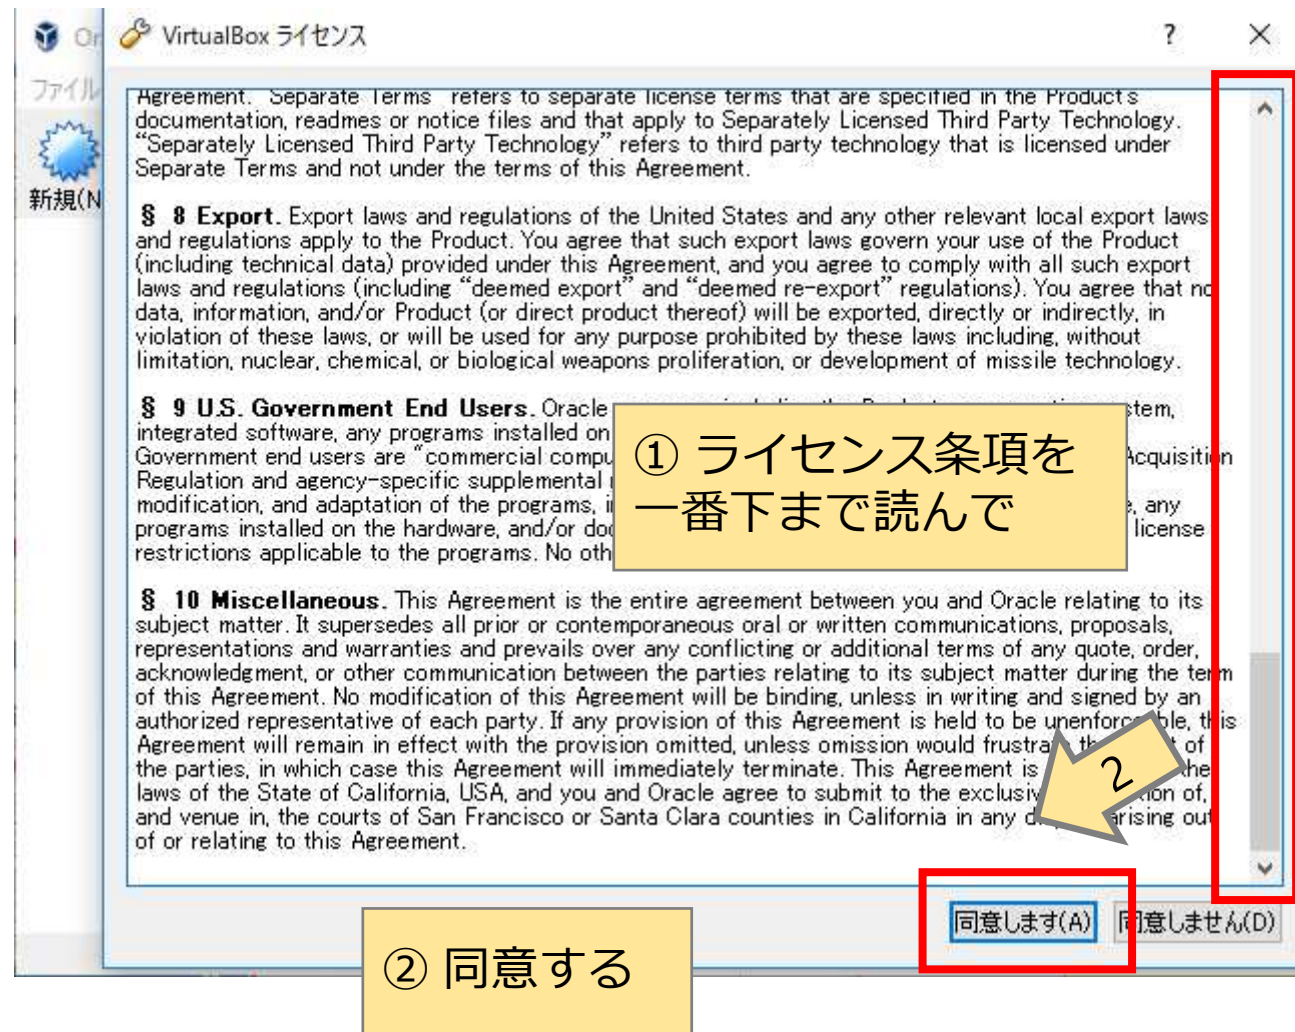 Or
VirtualBox ライセンス
?
ファイル
新規(N
Agreement. "Separate Terms" refers to separate license terms that are specified in the Product's
documentation, readmes or notice files and that apply to Separately Licensed Third Party Technology.
“Separately Licensed Third Party Technology” refers to third party technology that is licensed under
Separate Terms and not under the terms of this Agreement.
§ 8 Export. Export laws and regulations of the United States and any other relevant local export laws
and regulations apply to the Product. You agree that such export laws govern your use of the Product
(including technical data) provided under this Agreement, and you agree to comply with all such export
laws and regulations (including “deemed export” and “deemed re-export” regulations). You agree that no
data, information, and/or Product (or direct product thereof) will be exported, directly or indirectly, in
violation of these laws, or will be used for any purpose prohibited by these laws including, without
limitation, nuclear, chemical, or biological weapons proliferation, or development of missile technology.
§ 9 U.S. Government End Users. Oracle stem,
integrated software, any programs installed on
Government end users are “commercial compu Acquisition
Regulation and agency-specific supplemental
modification, and adaptation of the programs, i , any
programs installed on the hardware, and/or doc license
restrictions applicable to the programs. No oth
① ライセンス条項を
一番下まで読んで
§ 10 Miscellaneous. This Agreement is the entire agreement between you and Oracle relating to its
subject matter. It supersedes all prior or contemporaneous oral or written communications, proposals,
representations and warranties and prevails over any conflicting or additional terms of any quote, order,
acknowledgment, or other communication between the parties relating to its subject matter during the term
of this Agreement. No modification of this Agreement will be binding, unless in writing and signed by an
authorized representative of each party. If any provision of this Agreement is held to be unenforceable, this
Agreement will remain in effect with the provision omitted, unless omission would frustrate of
the parties, in which case this Agreement will immediately terminate. This Agreement is the
laws of the State of California, USA, and you and Oracle agree to submit to the exclusiv of,
and venue in, the courts of San Francisco or Santa Clara counties in California in any d arising out
of or relating to this Agreement.
2
同意します(A)
同意しません(D)
② 同意する